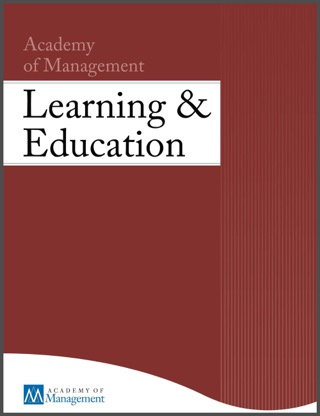 Academy
of Management
Learning &
Education
ACADEMY OF
Management